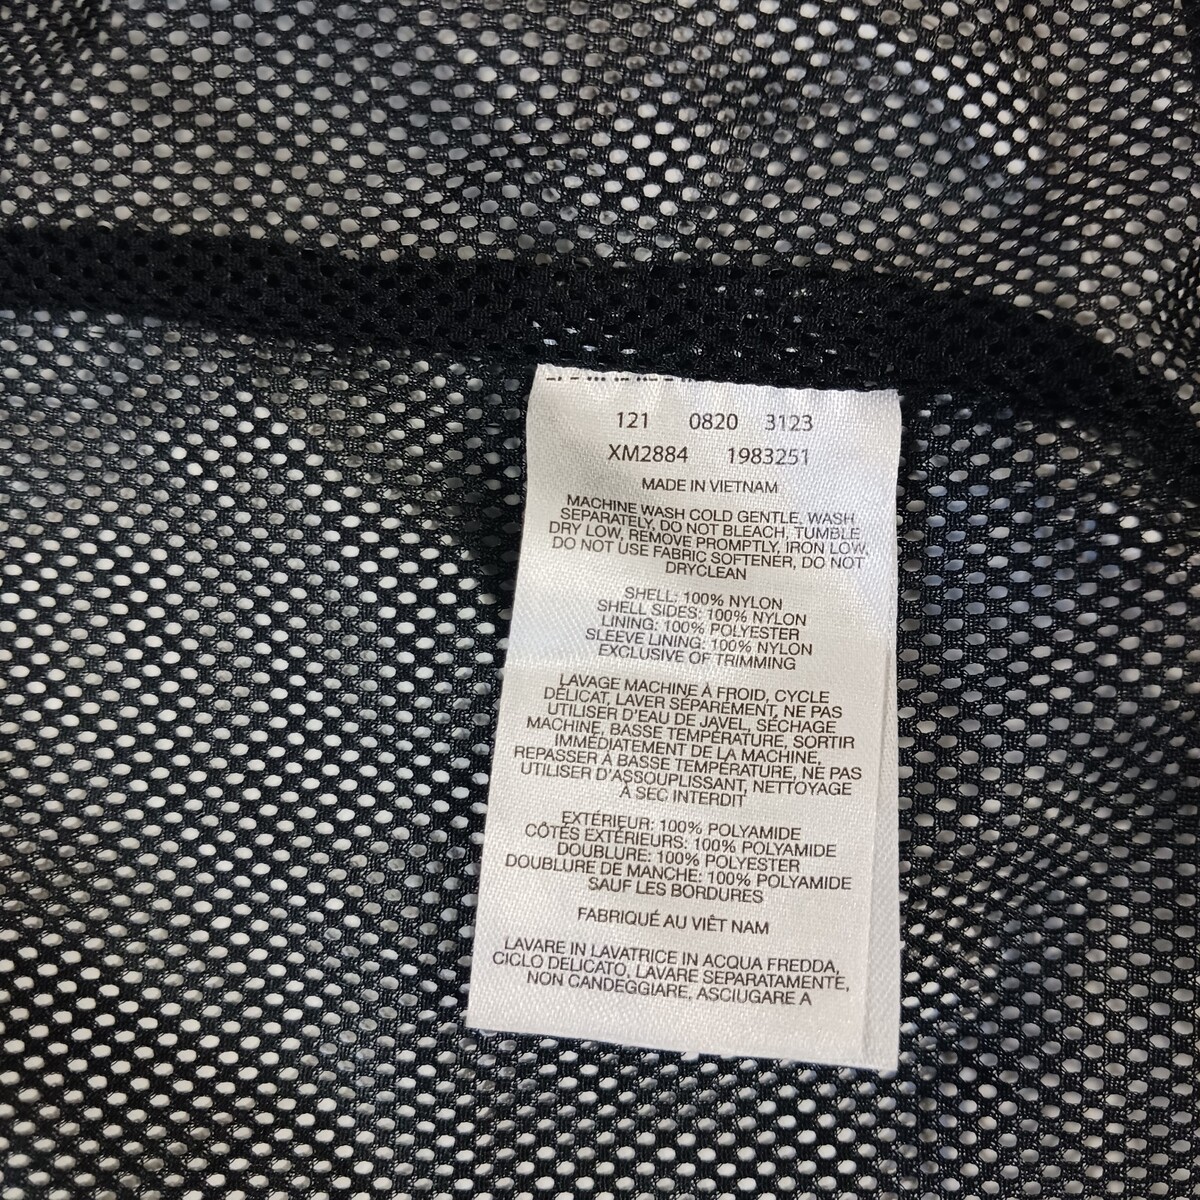 121 0820 3123
XM2884 1983251
MADE IN VIETNAM
MACHINE WASH COLD GENTLE, WASH
SEPARATELY, DO NOT BLEACH, TUMBLE
DRY LOW, REMOVE PROMPTLY, IRON LOW,
DO NOT USE FABRIC SOFTENER, DO NOT
DRYCLEAN
SHELL: 100% NYLON
SHELL SIDES: 100% NYLON
LINING: 100% POLYESTER
SLEEVE LINING: 100% NYLON
EXCLUSIVE OF TRIMMING
LAVAGE MACHINE À FROID, CYCLE
DÉLICAT, LAVER SÉPARÉMENT, NE PAS
UTILISER D'EAU DE JAVEL, SÉCHAGE
MACHINE, BASSE TEMPÉRATURE, SORTIR
IMMÉDIATEMENT DE LA MACHINE,
REPASSER À BASSE TEMPÉRATURE, NE PAS
UTILISER D'ASSOUPLISSANT, NETTOYAGE
À SEC INTERDIT
EXTÉRIEUR: 100% POLYAMIDE
CÔTÉS EXTÉRIEURS: 100% POLYAMIDE
DOUBLURE: 100% POLYESTER
DOUBLURE DE MANCHE: 100% POLYAMIDE
SAUF LES BORDURES
FABRIQUÉ AU VIÊT NAM
LAVARE IN LAVATRICE IN ACQUA FREDDA,
CICLO DELICATO, LAVARE SEPARATAMENTE,
NON CANDEGGIARE, ASCIUGARE A